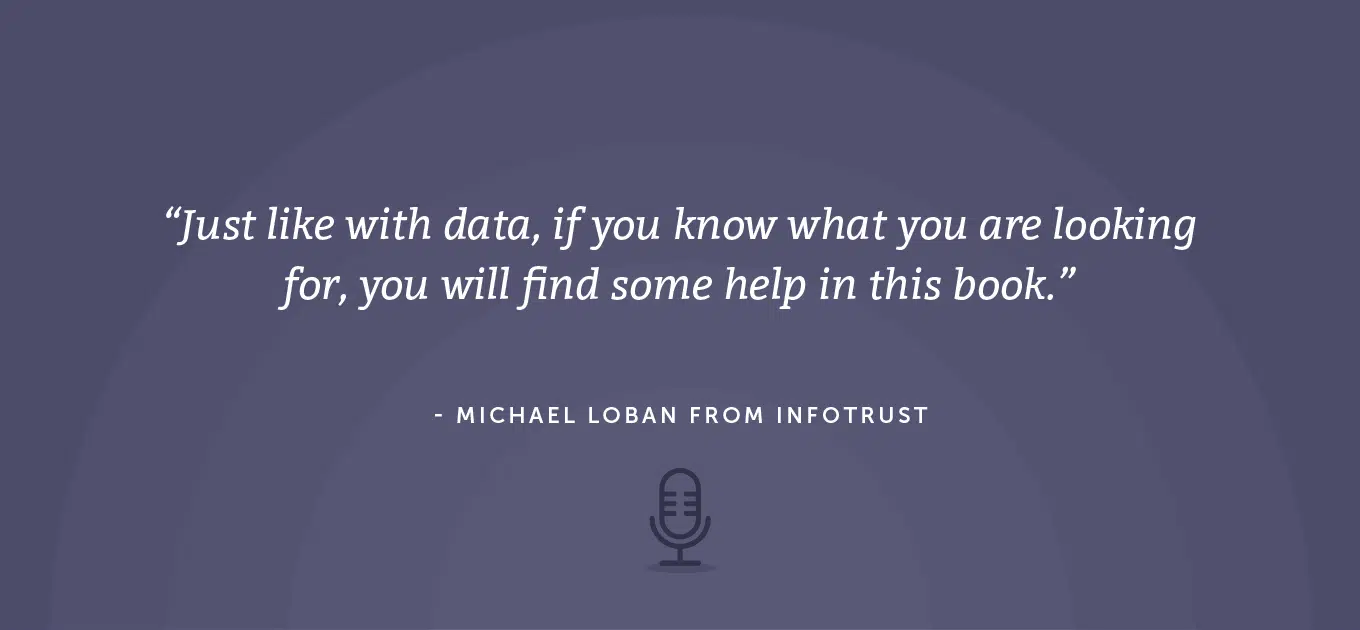 “Just like with data, if you know what you are looking
for, you will find some help in this book.”
- MICHAEL LOBAN FROM INFOTRUST